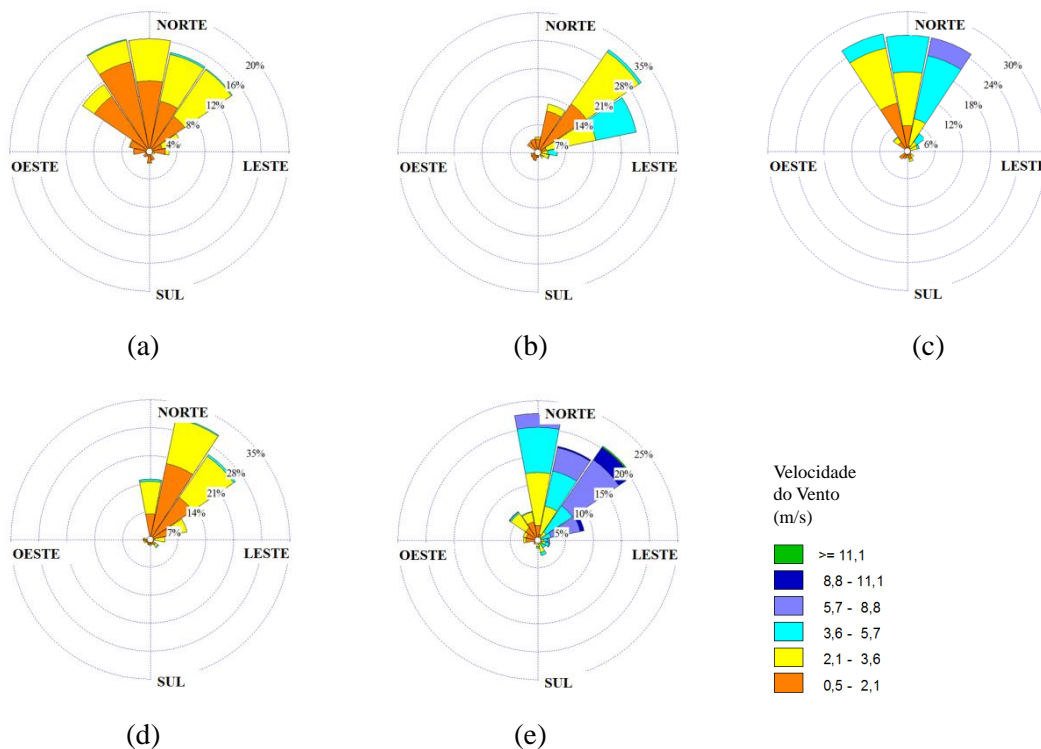 NORTE
20%
16%
12%
8%
4%
OESTE
LESTE
SUL
(a)
NORTE
35%
28%
21%
14%
7%
OESTE
LESTE
SUL
(b)
NORTE
30%
24%
18%
12%
6%
OESTE
LESTE
SUL
(c)
NORTE
35%
28%
21%
14%
7%
OESTE
LESTE
SUL
(d)
NORTE
25%
20%
15%
10%
5%
OESTE
LESTE
SUL
(e)
Velocidade
do Vento
(m/s)
>= 11,1
8,8 - 11,1
5,7 - 8,8
3,6 - 5,7
2,1 - 3,6
0,5 - 2,1